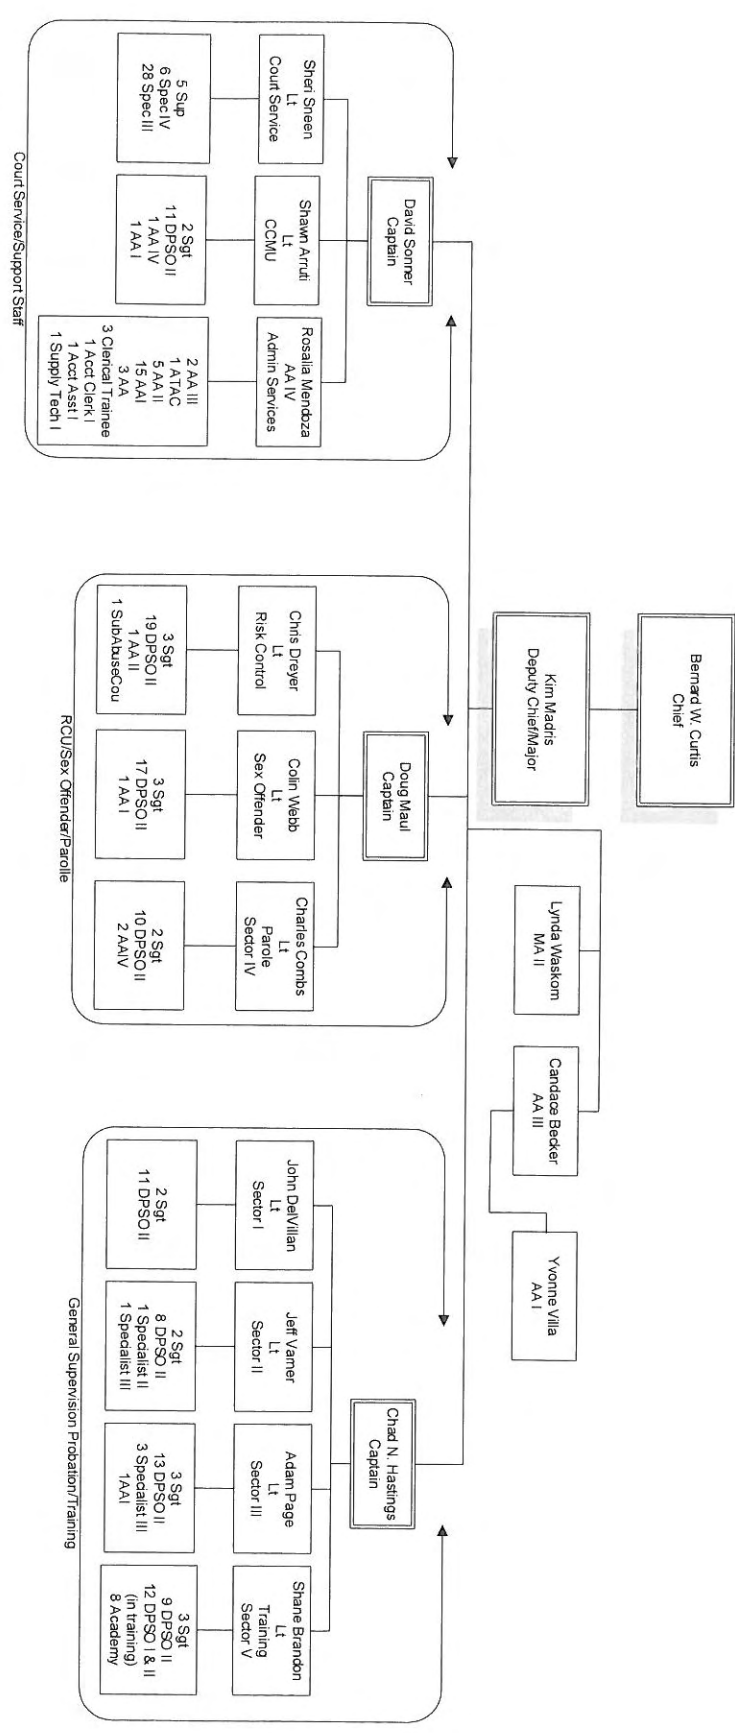 Bernard W. Curtis
Chief
Kim Madris
Deputy Chief/Major
Lynda Waskom
MA II
Candace Becker
AA III
Yvonne Villa
AA I
David Sonner
Captain
Sheri Sneen
Lt
Court Service
5 Sup
6 Spec IV
28 Spec III
Shawn Arruti
Lt
CCMU
2 Sgt
11 DPSO II
1 AA IV
1 AA I
Rosalia Mendoza
AA IV
Admin Services
2 AA III
1 ATAC
5 AA II
15 AAI
3 AA
3 Clerical Trainee
1 Acct Clerk I
1 Acct Asst I
1 Supply Tech I
Court Service/Support Staff
Doug Maul
Captain
Chris Dreyer
Lt
Risk Control
3 Sgt
19 DPSO II
1 AA II
1 SubAbuseCou
Colin Webb
Lt
Sex Offender
3 Sgt
17 DPSO II
1 AA I
Charles Combs
Lt
Parole
Sector IV
2 Sgt
10 DPSO II
2 AAIV
RCU/Sex Offender/Parolle
Chad N. Hastings
Captain
John DelVillan
Lt
Sector I
2 Sgt
11 DPSO II
Jeff Varner
Lt
Sector II
2 Sgt
8 DPSO II
1 Specialist II
1 Specialist III
Adam Page
Lt
Sector III
3 Sgt
13 DPSO II
3 Specialist III
1AAI
Shane Brandon
Lt
Training
Sector V
3 Sgt
9 DPSO II
12 DPSO I & II
(in training)
8 Academy
General Supervision Probation/Training